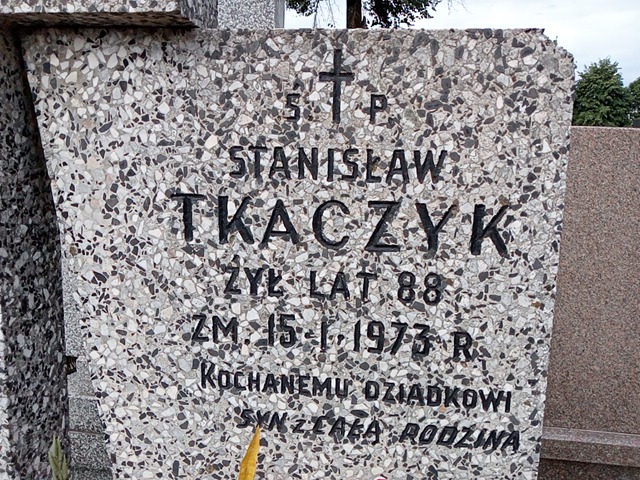 Ś P
STANISŁAW
TKACZYK
ŻYŁ LAT 88
ZM. 15·I·1973 R
KOCHANEMU DZIADKOWI
SYN Z CAŁĄ RODZINĄ